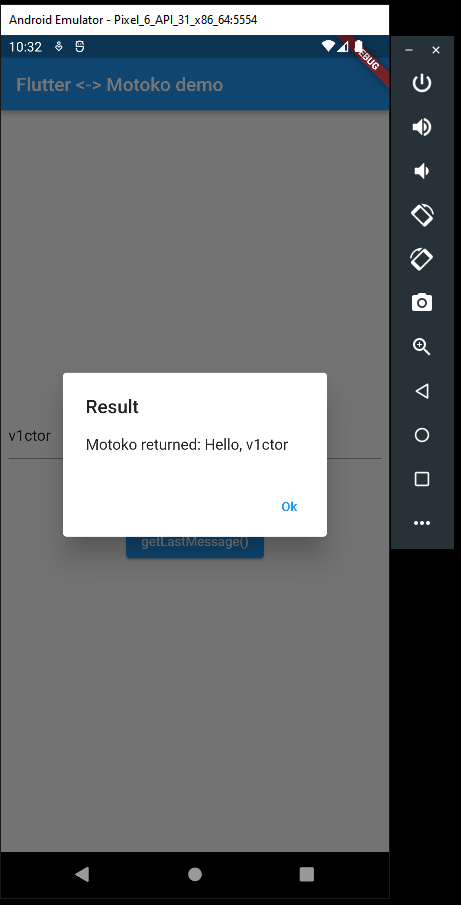 Android Emulator - Pixel_6_API_31_x86_64:5554
10:32
DEBUG
Flutter <-> Motoko demo
Result
v1ctor
Motoko returned: Hello, v1ctor
Ok
getLastMessage()